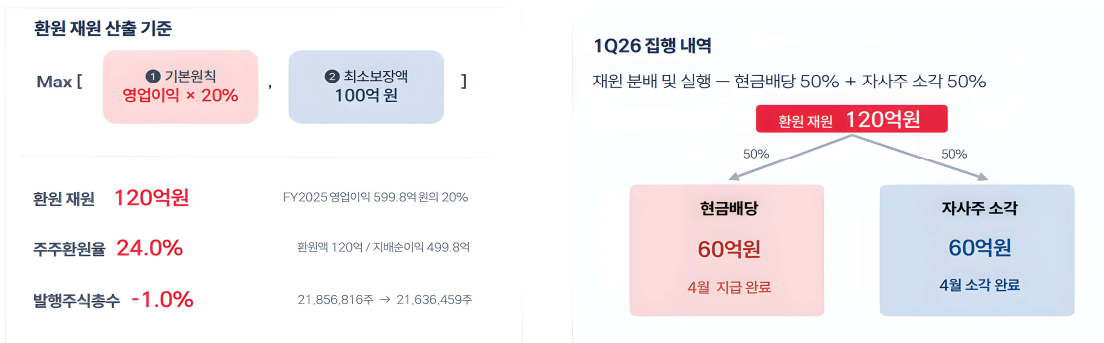 환원 재원 산출 기준
Max [ ❶ 기본원칙 영업이익 × 20% , ❷ 최소보장액 100억 원 ]
환원 재원 120억원 FY2025 영업이익 599.8억원의 20%
주주환원율 24.0% 환원액 120억 / 지배순이익 499.8억
발행주식총수 -1.0% 21,856,816주 → 21,636,459주
1Q26 집행 내역
재원 분배 및 실행 – 현금배당 50% + 자사주 소각 50%
환원 재원 120억원
50% 50%
현금배당
60억원
4월 지급 완료
자사주 소각
60억원
4월 소각 완료